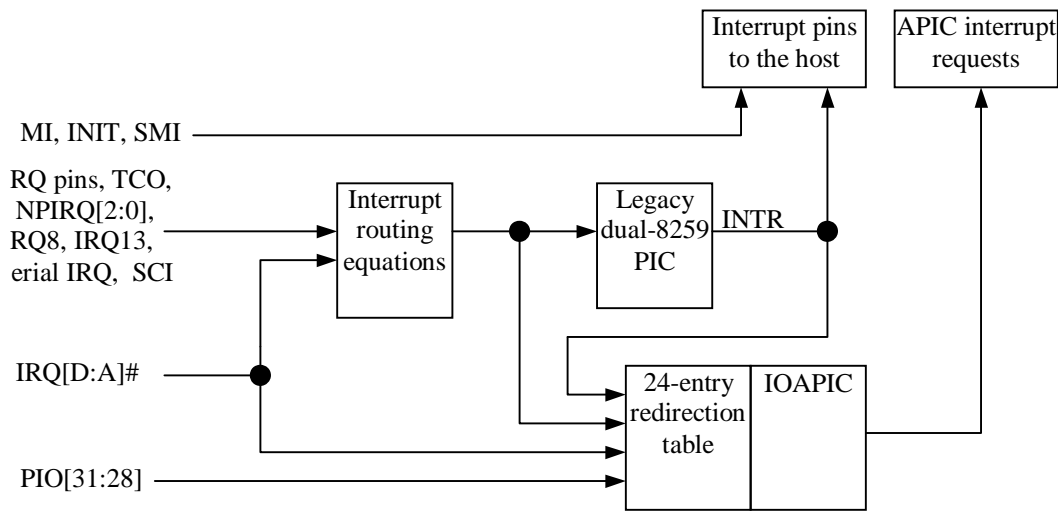 Interrupt pins
to the host
APIC interrupt
requests
MI, INIT, SMI
RQ pins, TCO,
NPIRQ[2:0],
RQ8, IRQ13,
erial IRQ, SCI
Interrupt
routing
equations
Legacy
dual-8259
PIC
INTR
IRQ[D:A]#
24-entry
redirection
table
IOAPIC
PIO[31:28]